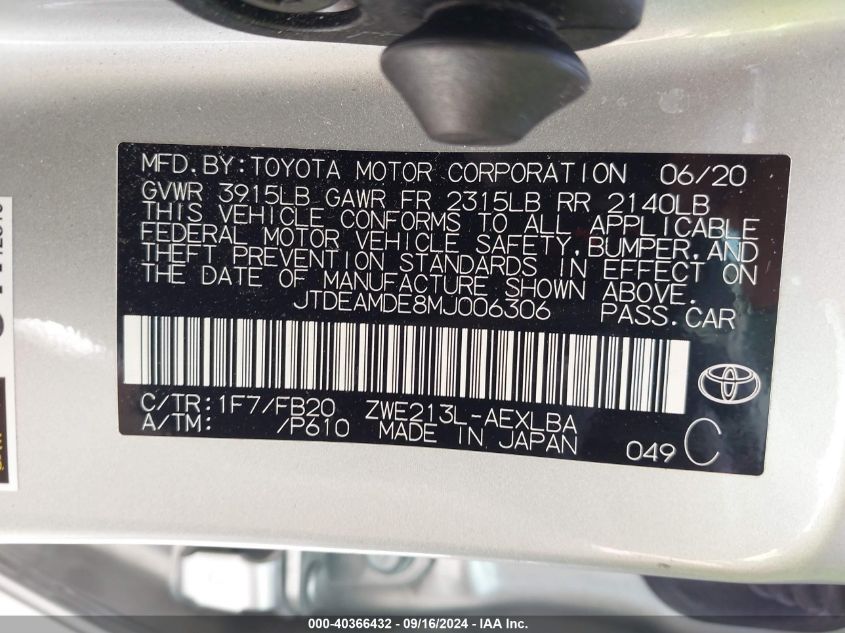 MFD. BY: TOYOTA MOTOR CORPORATION 06/20
GVWR 3915LB GAWR FR 2315LB RR 2140LB
THIS VEHICLE CONFORMS TO ALL APPLICABLE
FEDERAL MOTOR VEHICLE SAFETY, BUMPER, AND
THEFT PREVENTION STANDARDS IN EFFECT ON
THE DATE OF MANUFACTURE SHOWN ABOVE.
JTDEAMDE8MJ006306 PASS. CAR
C/TR: 1F7/FB20 ZWE213L-AEXLBA
A/TM: /P610 MADE IN JAPAN
049 C
000-40366432 - 09/16/2024 - IAA Inc.